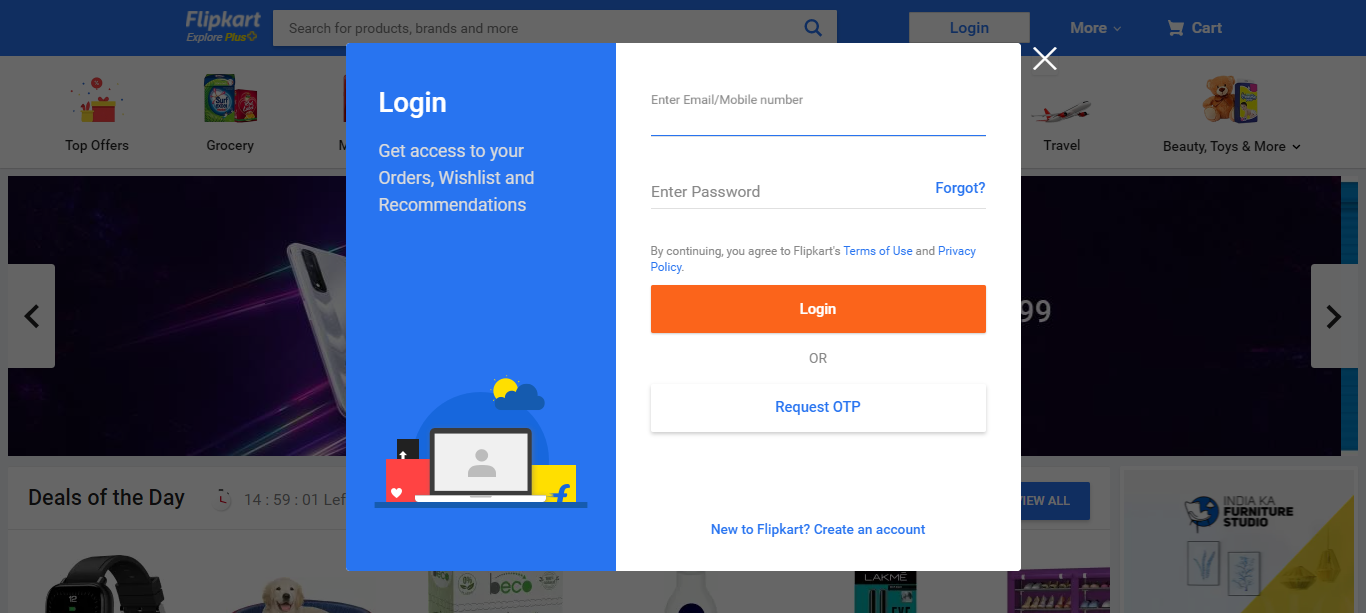 Flipkart
Explore Plus
Search for products, brands and more
Login
More
Cart
Top Offers
Grocery
M
Travel
Beauty, Toys & More
Login
Get access to your
Orders, Wishlist and
Recommendations
Enter Email/Mobile number
Enter Password
Forgot?
By continuing, you agree to Flipkart's Terms of Use and Privacy
Policy.
Login
OR
Request OTP
New to Flipkart? Create an account
99
Deals of the Day
14 : 59 : 01 Lef
VIEW ALL
INDIA KA
FURNITURE
STUDIO
beco
LAKMÉ
EYE